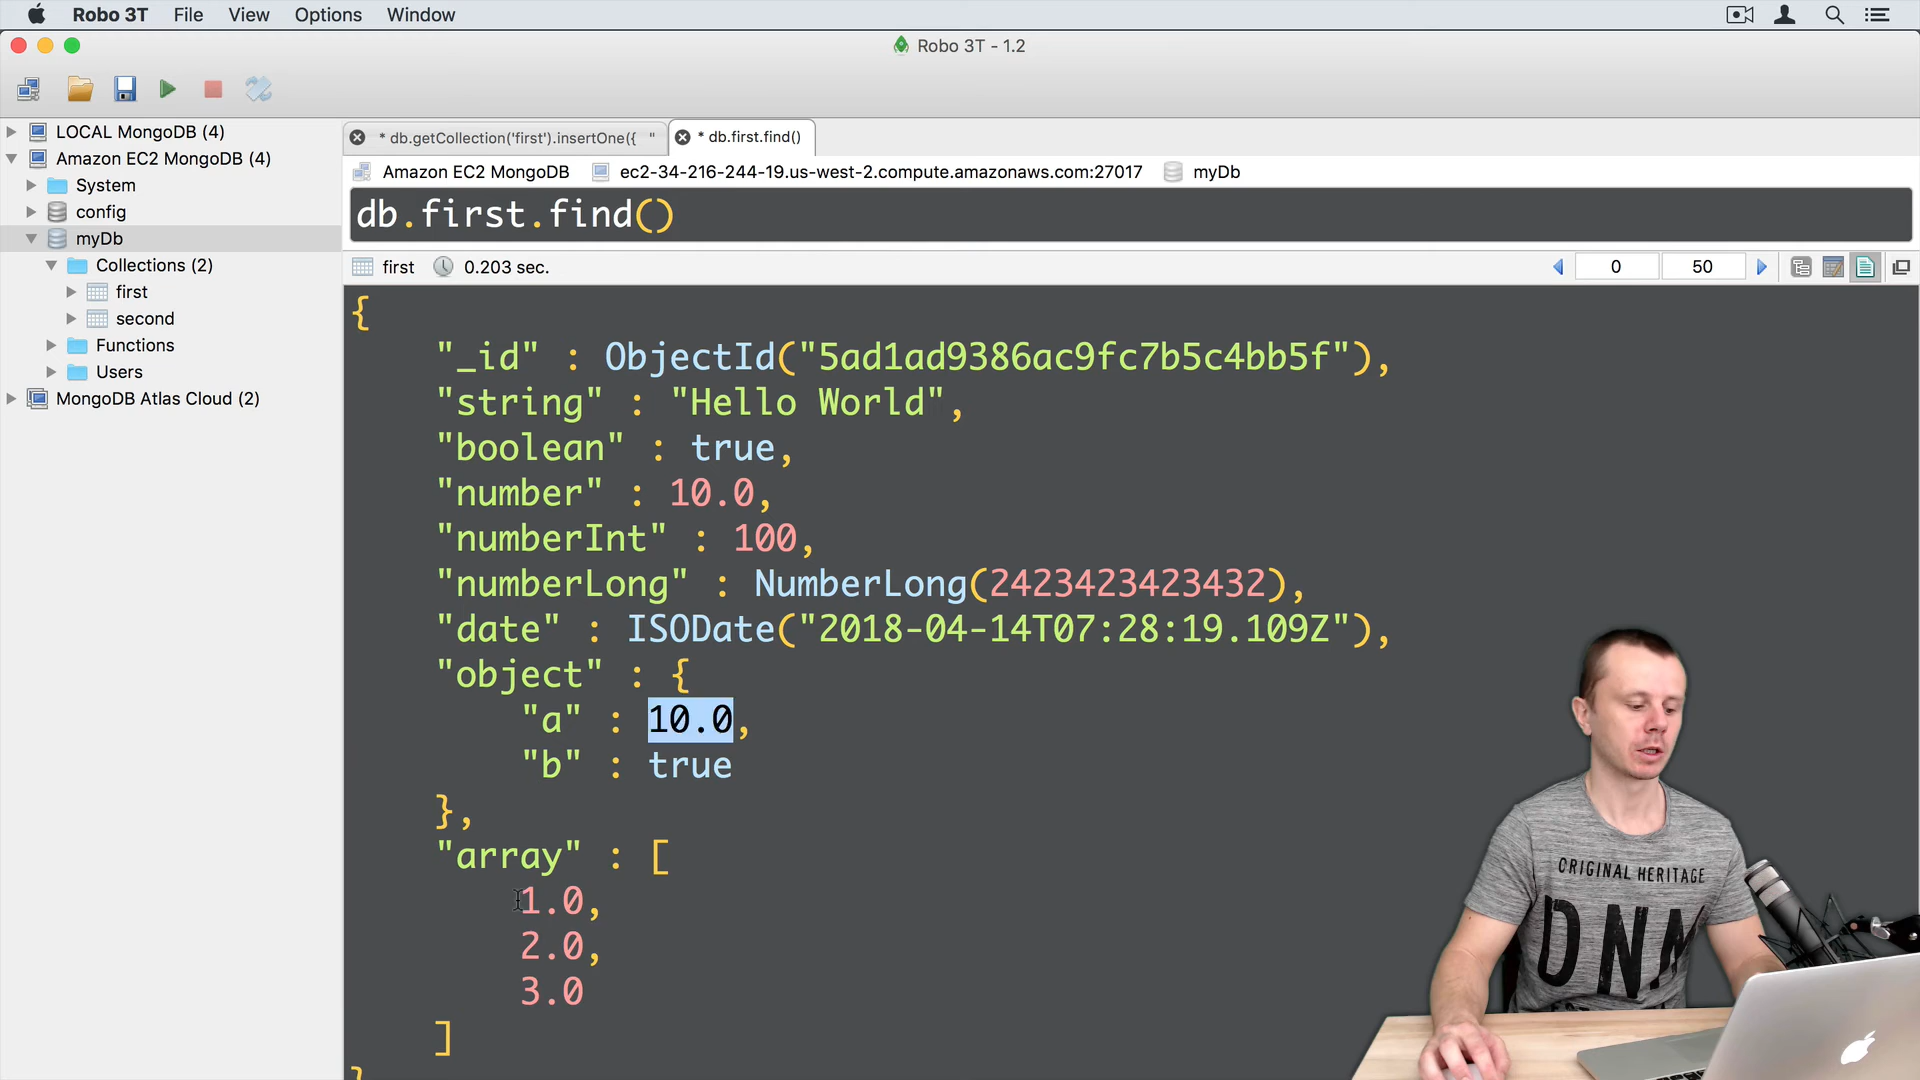 Robo 3T File View Options Window
Robo 3T - 1.2
LOCAL MongoDB (4)
Amazon EC2 MongoDB (4)
System
config
myDb
Collections (2)
first
second
Functions
Users
MongoDB Atlas Cloud (2)
* db.getCollection('first').insertOne({ "
* db.first.find()
Amazon EC2 MongoDB ec2-34-216-244-19.us-west-2.compute.amazonaws.com:27017 myDb
db.first.find()
first 0.203 sec. 0 50
{
"_id" : ObjectId("5ad1ad9386ac9fc7b5c4bb5f"),
"string" : "Hello World",
"boolean" : true,
"number" : 10.0,
"numberInt" : 100,
"numberLong" : NumberLong(2423423423432),
"date" : ISODate("2018-04-14T07:28:19.109Z"),
"object" : {
"a" : 10.0,
"b" : true
},
"array" : [
1.0,
2.0,
3.0
]
}
ORIGINAL HERITAGE
DNA